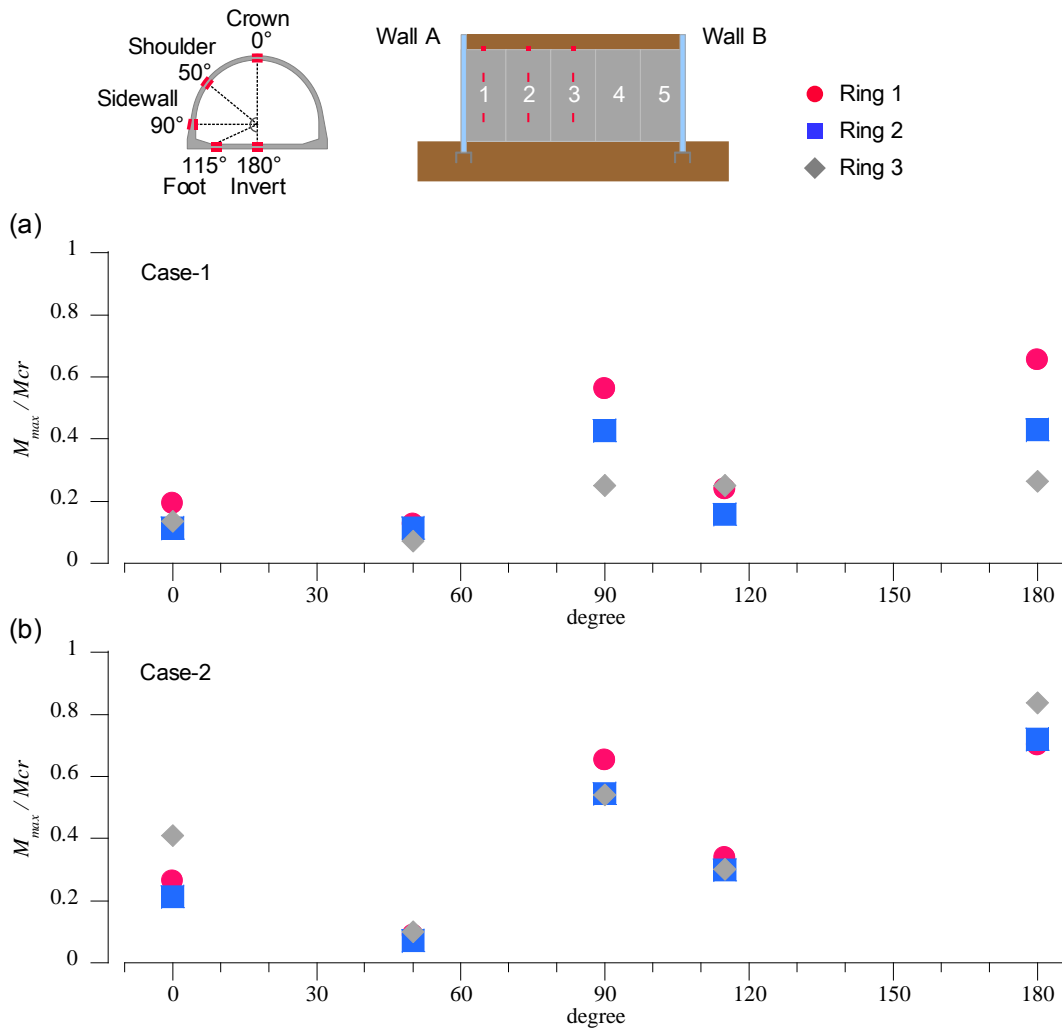 Crown
0°
Shoulder
50°
Sidewall
90°
115° 180°
Foot Invert
Wall A
Wall B
1 2 3 4 5
Ring 1
Ring 2
Ring 3
(a)
Case-1
1
0.8
0.6
0.4
0.2
0
M_max / Mcr
0 30 60 90 120 150 180
degree
(b)
Case-2
1
0.8
0.6
0.4
0.2
0
M_max / Mcr
0 30 60 90 120 150 180
degree